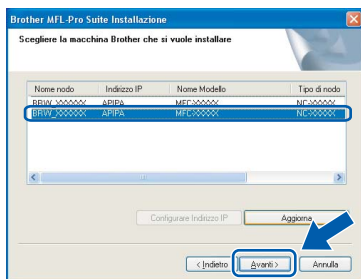 Brother MFL-Pro Suite Installazione
Scegliere la macchina Brother che si vuole installare
Nome nodo Indirizzo IP Nome Modello Tipo di nodo
BRW_XXXXXX APIPA MFC-XXXXX NC-XXXXX
BRW_XXXXXX APIPA MFC-XXXXX NC-XXXXX
Configurare Indirizzo IP Aggiorna
< Indietro Avanti > Annulla